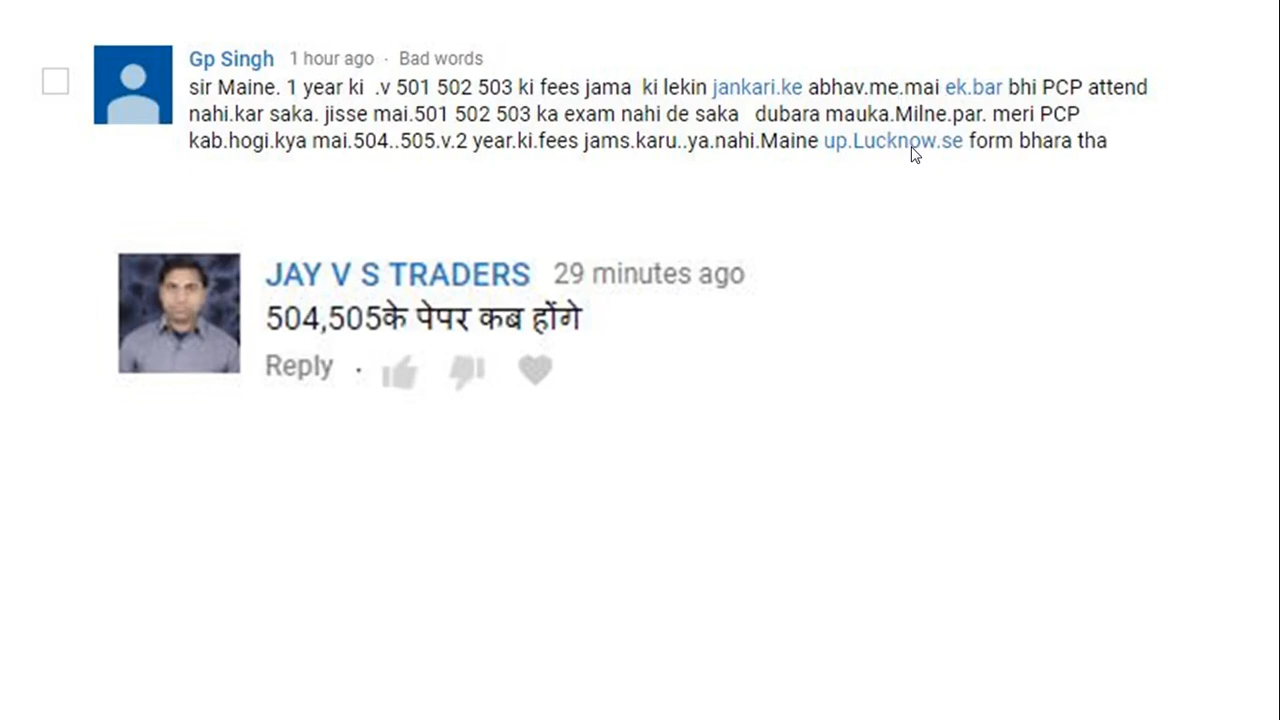 Gp Singh 1 hour ago · Bad words
sir Maine. 1 year ki .v 501 502 503 ki fees jama ki lekin jankari.ke abhav.me.mai ek.bar bhi PCP attend
nahi.kar saka. jisse mai.501 502 503 ka exam nahi de saka dubara mauka.Milne.par. meri PCP
kab.hogi.kya mai.504..505.v.2 year.ki.fees jams.karu..ya.nahi.Maine up.Lucknow.se form bhara tha
JAY V S TRADERS 29 minutes ago
504,505के पेपर कब होंगे
Reply ·